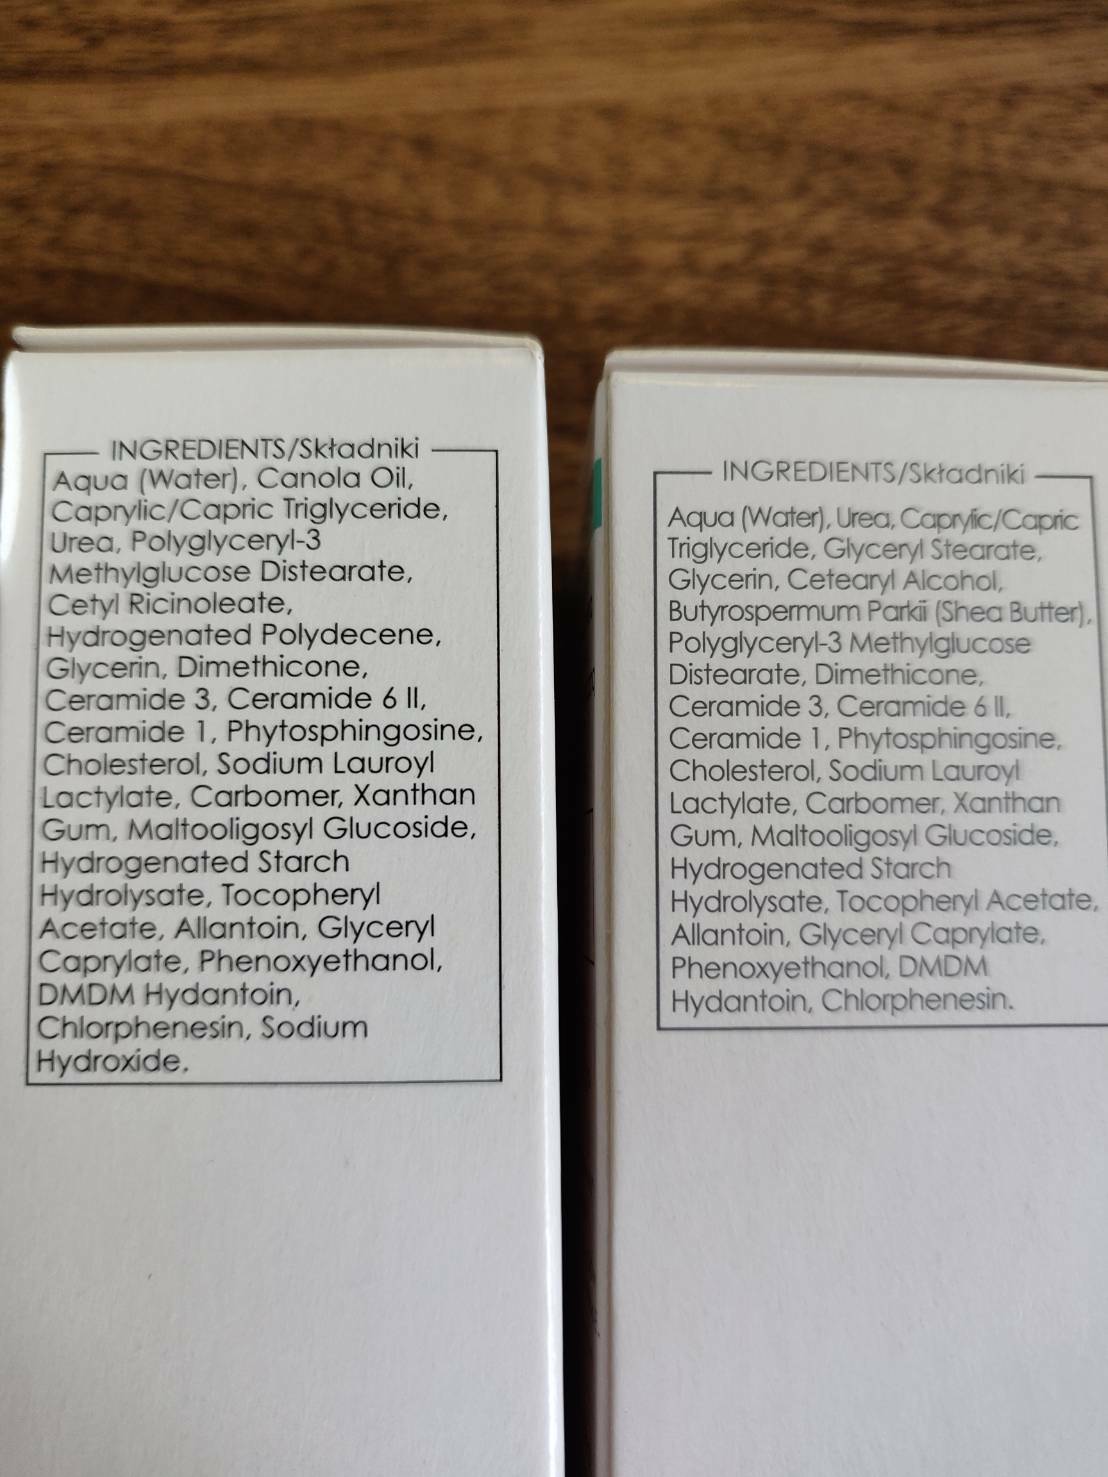 INGREDIENTS/Składniki
Aqua (Water), Canola Oil,
Caprylic/Capric Triglyceride,
Urea, Polyglyceryl-3
Methylglucose Distearate,
Cetyl Ricinoleate,
Hydrogenated Polydecene,
Glycerin, Dimethicone,
Ceramide 3, Ceramide 6 II,
Ceramide 1, Phytosphingosine,
Cholesterol, Sodium Lauroyl
Lactylate, Carbomer, Xanthan
Gum, Maltooligosyl Glucoside,
Hydrogenated Starch
Hydrolysate, Tocopheryl
Acetate, Allantoin, Glyceryl
Caprylate, Phenoxyethanol,
DMDM Hydantoin,
Chlorphenesin, Sodium
Hydroxide.
INGREDIENTS/Składniki
Aqua (Water), Urea, Caprylic/Capric
Triglyceride, Glyceryl Stearate,
Glycerin, Cetearyl Alcohol,
Butyrospermum Parkii (Shea Butter),
Polyglyceryl-3 Methylglucose
Distearate, Dimethicone,
Ceramide 3, Ceramide 6 II,
Ceramide 1, Phytosphingosine,
Cholesterol, Sodium Lauroyl
Lactylate, Carbomer, Xanthan
Gum, Maltooligosyl Glucoside,
Hydrogenated Starch
Hydrolysate, Tocopheryl Acetate,
Allantoin, Glyceryl Caprylate,
Phenoxyethanol, DMDM
Hydantoin, Chlorphenesin.